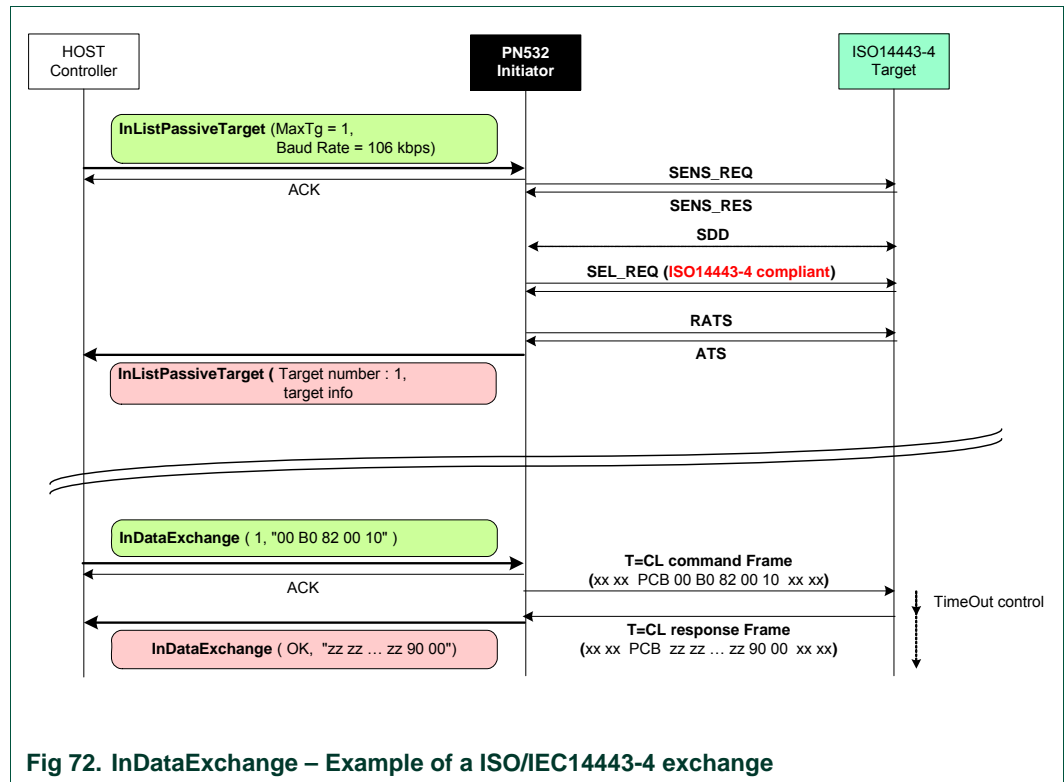 HOST
Controller
PN532
Initiator
ISO14443-4
Target
InListPassiveTarget (MaxTg = 1,
Baud Rate = 106 kbps)
ACK
SENS_REQ
SENS_RES
SDD
SEL_REQ (ISO14443-4 compliant)
RATS
ATS
InListPassiveTarget ( Target number : 1,
target info
InDataExchange ( 1, "00 B0 82 00 10" )
ACK
T=CL command Frame
(xx xx PCB 00 B0 82 00 10 xx xx)
TimeOut control
InDataExchange ( OK, "zz zz … zz 90 00")
T=CL response Frame
(xx xx PCB zz zz … zz 90 00 xx xx)
Fig 72. InDataExchange – Example of a ISO/IEC14443-4 exchange